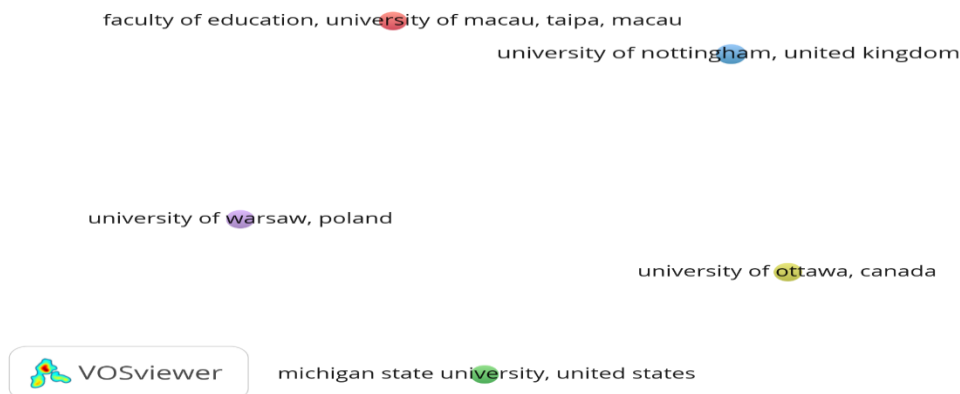 faculty of education, university of macau, taipa, macau
university of nottingham, united kingdom
university of warsaw, poland
university of ottawa, canada
michigan state university, united states
VOSviewer